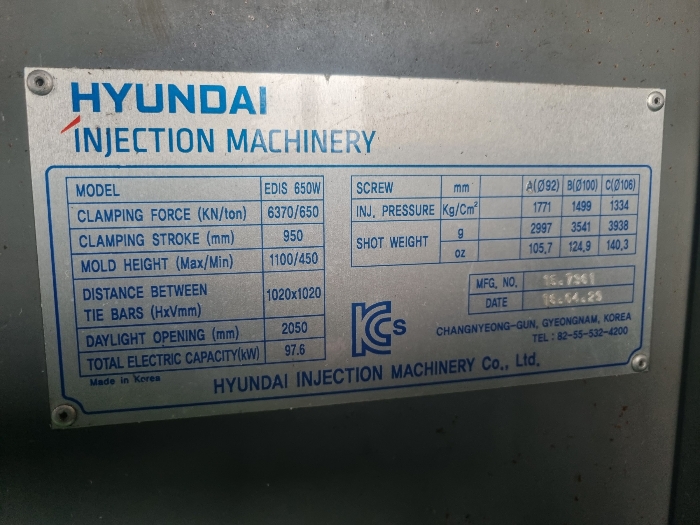 HYUNDAI
INJECTION MACHINERY
MODEL EDIS 650W
CLAMPING FORCE (KN/ton) 6370/650
CLAMPING STROKE (mm) 950
MOLD HEIGHT (Max/Min) 1100/450
DISTANCE BETWEEN
TIE BARS (HxVmm) 1020x1020
DAYLIGHT OPENING (mm) 2050
TOTAL ELECTRIC CAPACITY(kW) 97.6
Made in Korea
SCREW mm A(Ø92) B(Ø100) C(Ø106)
INJ. PRESSURE Kg/Cm² 1771 1499 1334
SHOT WEIGHT g 2997 3541 3938
oz 105,7 124,9 140,3
MFG. NO.
DATE
KCs
CHANGNYEONG-GUN, GYEONGNAM, KOREA
TEL : 82-55-532-4200
HYUNDAI INJECTION MACHINERY Co., Ltd.